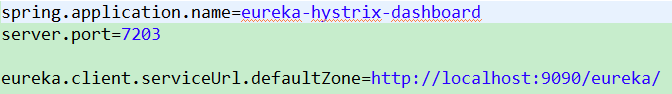 spring.application.name=eureka-hystrix-dashboard
server.port=7203
eureka.client.serviceUrl.defaultZone=http://localhost:9090/eureka/